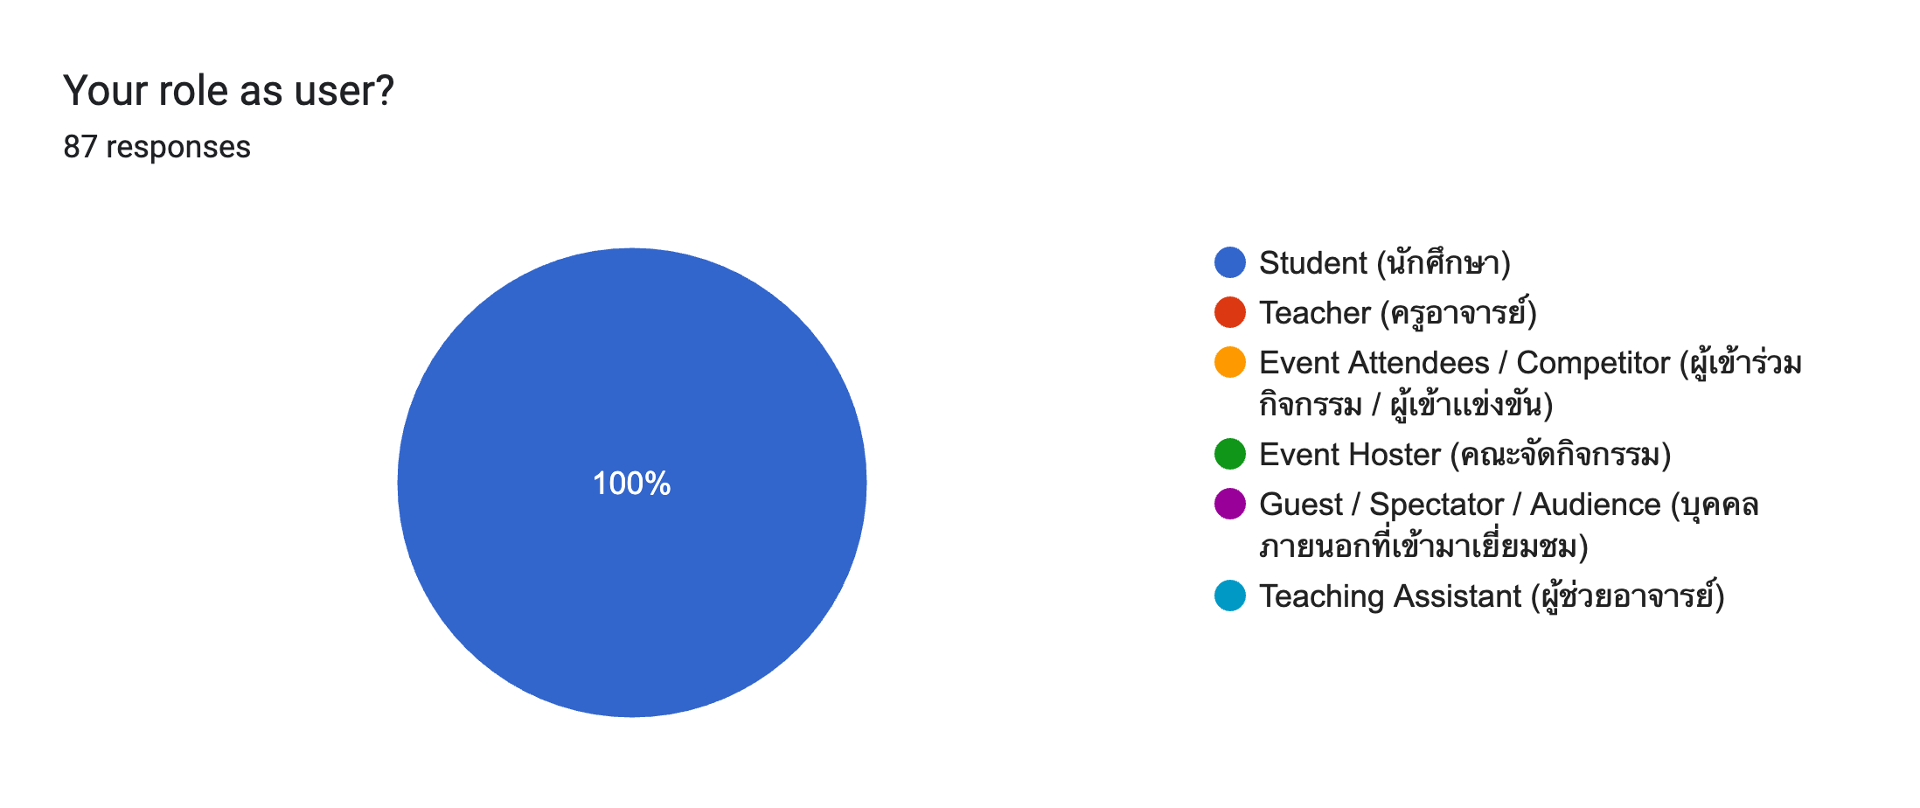 Your role as user?
87 responses
100%
Student (นักศึกษา)
Teacher (ครูอาจารย์)
Event Attendees / Competitor (ผู้เข้าร่วม
กิจกรรม / ผู้เข้าแข่งขัน)
Event Hoster (คณะจัดกิจกรรม)
Guest / Spectator / Audience (บุคคล
ภายนอกที่เข้ามาเยี่ยมชม)
Teaching Assistant (ผู้ช่วยอาจารย์)